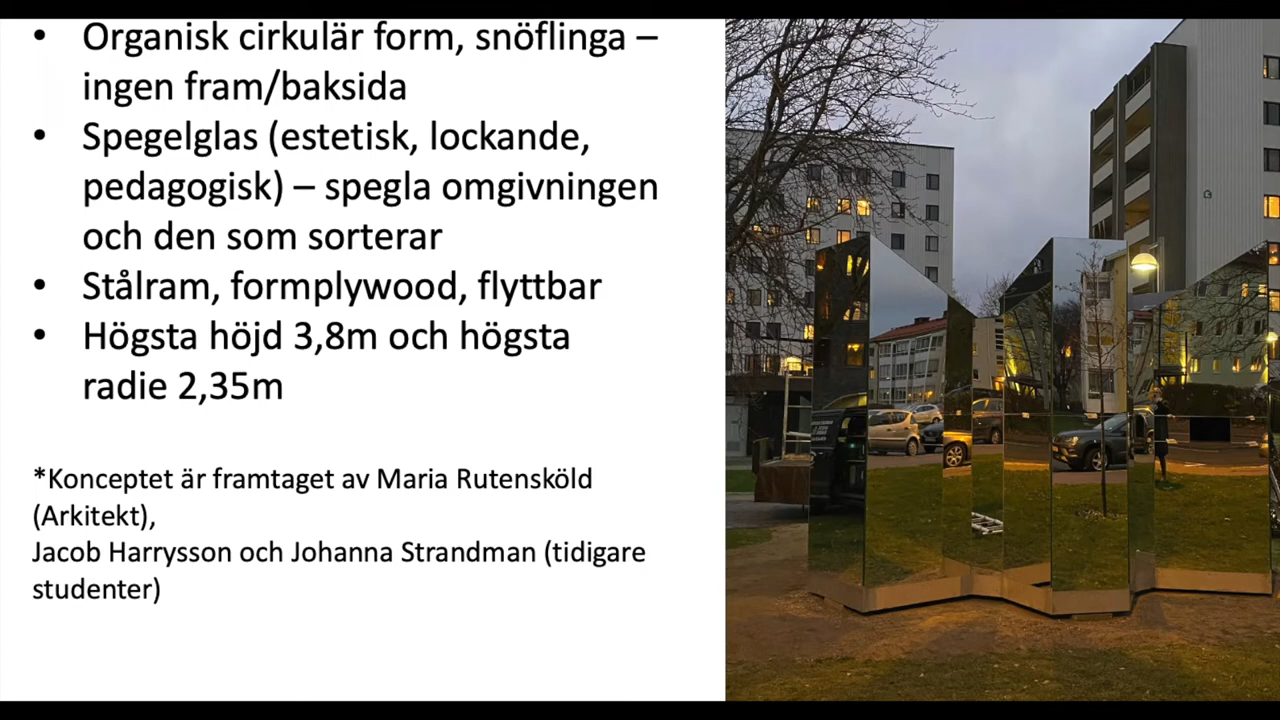 • Organisk cirkulär form, snöflinga –
ingen fram/baksida
• Spegelglas (estetisk, lockande,
pedagogisk) – spegla omgivningen
och den som sorterar
• Stålram, formplywood, flyttbar
• Högsta höjd 3,8m och högsta
radie 2,35m
*Konceptet är framtaget av Maria Rutensköld
(Arkitekt),
Jacob Harrysson och Johanna Strandman (tidigare
studenter)